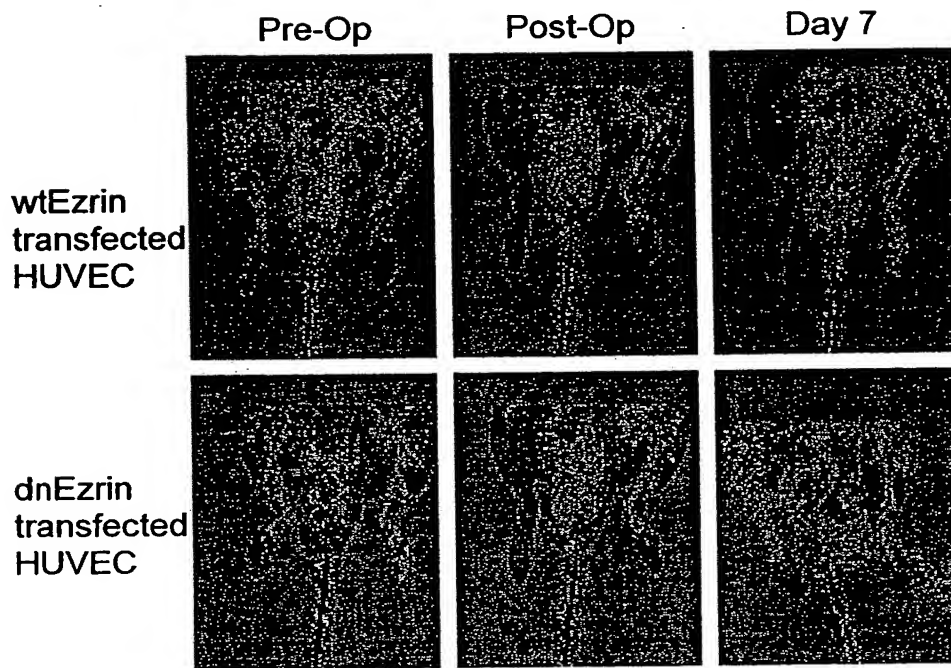 Pre-Op Post-Op Day 7
wtEzrin
transfected
HUVEC
dnEzrin
transfected
HUVEC